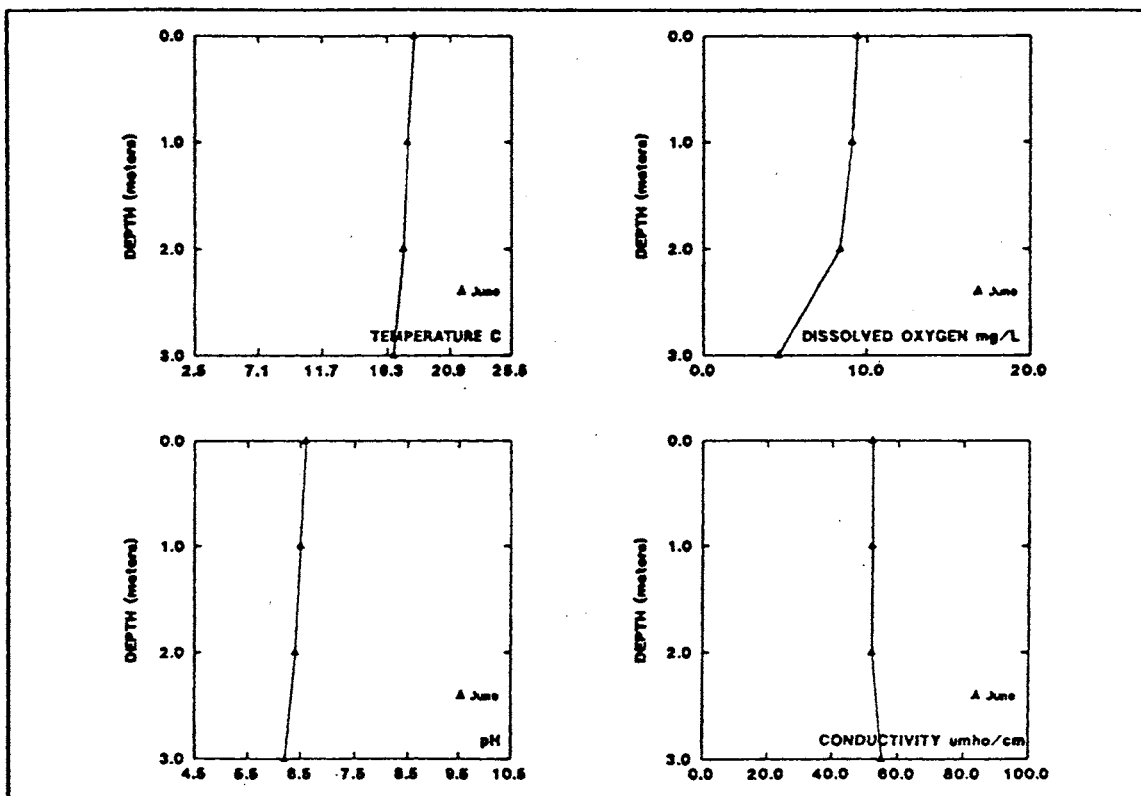 0.0
1.0
2.0
3.0
DEPTH (meters)
June
TEMPERATURE C
2.5 7.1 11.7 16.3 20.9 25.5
0.0
1.0
2.0
3.0
DEPTH (meters)
June
DISSOLVED OXYGEN mg/L
0.0 10.0 20.0
0.0
1.0
2.0
3.0
DEPTH (meters)
June
pH
4.5 5.5 6.5 7.5 8.5 9.5 10.5
0.0
1.0
2.0
3.0
DEPTH (meters)
June
CONDUCTIVITY umho/cm
0.0 20.0 40.0 60.0 80.0 100.0